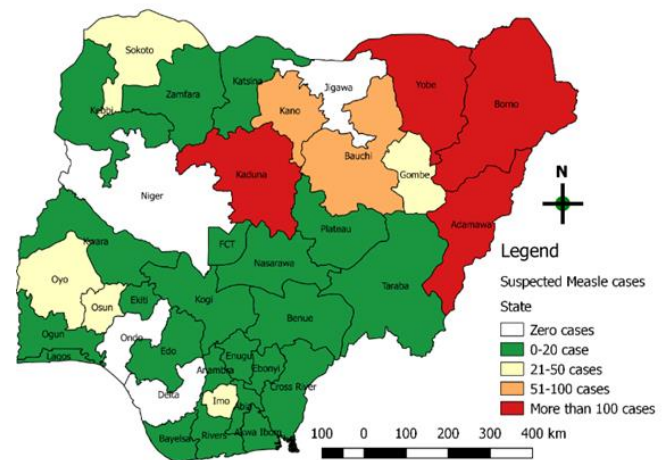 Sokoto
Katsina
Zamfara
Jigawa
Yobe
Borno
Kebbi
Kano
Bauchi
Gombe
Kaduna
Niger
Adamawa
Plateau
FCT
Kwara
Nasarawa
Taraba
Oyo
Osun
Ekiti
Kogi
Benue
Ogun
Ondo
Edo
Lagos
Enugu
Anambra
Ebonyi
Delta
Imo
Abia
Cross River
Bayelsa
Rivers
Akwa Ibom
N
Legend
Suspected Measle cases
State
Zero cases
0-20 case
21-50 cases
51-100 cases
More than 100 cases
100 0 100 200 300 400 km